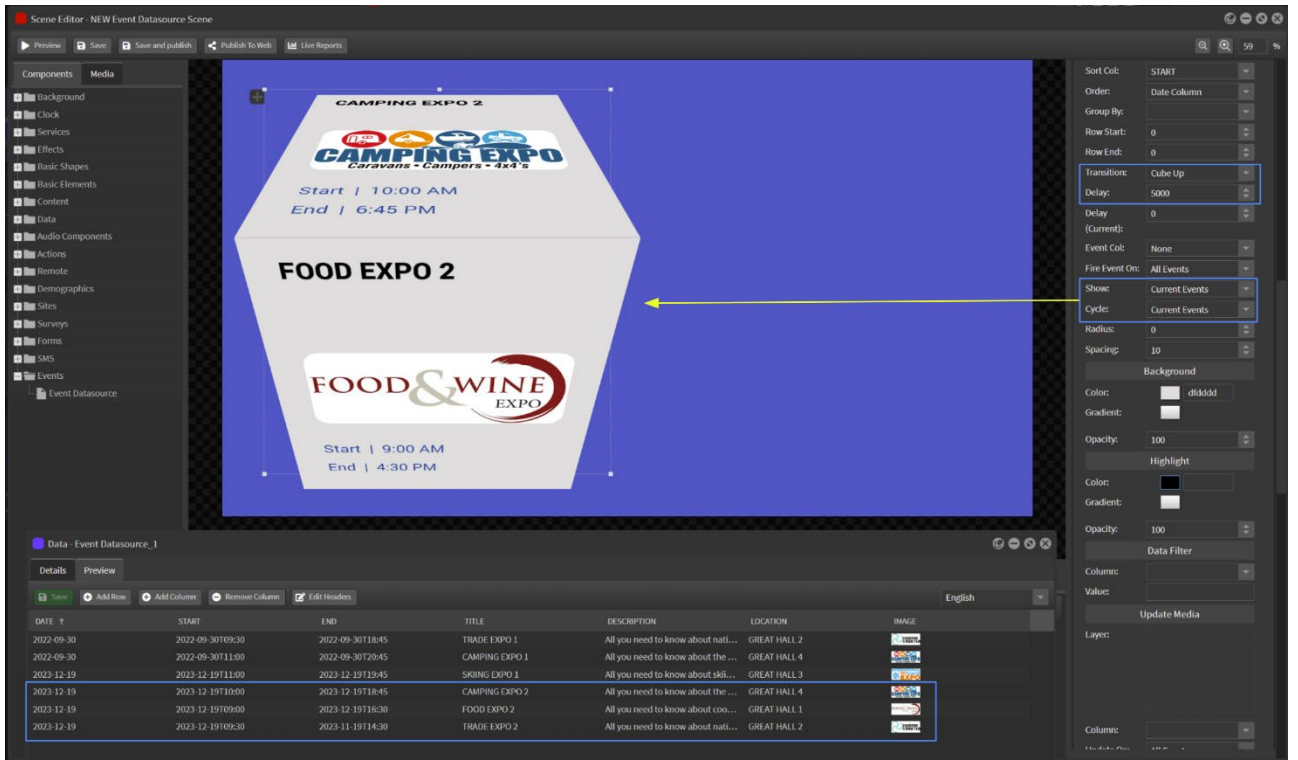 Scene Editor - NEW Event Datasource Scene
Preview Save Save and publish Publish To Web Live Reports 59 %
Components Media
Background
Clock
Services
Effects
Basic Shapes
Basic Elements
Content
Data
Audio Components
Actions
Remote
Demographics
Sites
Surveys
Forms
SMS
Events
Event Datasource
CAMPING EXPO 2
CAMPING EXPO
Caravans • Campers • 4x4's
Start | 10:00 AM
End | 6:45 PM
FOOD EXPO 2
FOOD & WINE
EXPO
Start | 9:00 AM
End | 4:30 PM
Sort Col: START
Order: Date Column
Group By:
Row Start: 0
Row End: 0
Transition: Cube Up
Delay: 5000
Delay 0
(Current):
Event Col: None
Fire Event On: All Events
Show: Current Events
Cycle: Current Events
Radius: 0
Spacing: 10
Background
Color: dfdddd
Gradient:
Opacity: 100
Highlight
Color:
Gradient:
Opacity: 100
Data Filter
Column:
Value:
Update Media
Layer:
Column:
Data - Event Datasource_1
Details Preview
Save Add Row Add Column Remove Column Edit Headers English
DATE ↑ START END TITLE DESCRIPTION LOCATION IMAGE
2022-09-30 2022-09-30T09:30 2022-09-30T18:45 TRADE EXPO 1 All you need to know about nati... GREAT HALL 2
2022-09-30 2022-09-30T11:00 2022-09-30T20:45 CAMPING EXPO 1 All you need to know about the ... GREAT HALL 4
2023-11-19 2023-12-19T11:00 2023-12-19T19:45 SKIING EXPO 1 All you need to know about skii... GREAT HALL 3
2023-12-19 2023-12-19T10:00 2023-12-19T18:45 CAMPING EXPO 2 All you need to know about the ... GREAT HALL 4
2023-12-19 2023-12-19T09:00 2023-12-19T16:30 FOOD EXPO 2 All you need to know about coo... GREAT HALL 1
2023-12-19 2023-12-19T09:30 2023-11-19T14:30 TRADE EXPO 2 All you need to know about nati... GREAT HALL 2